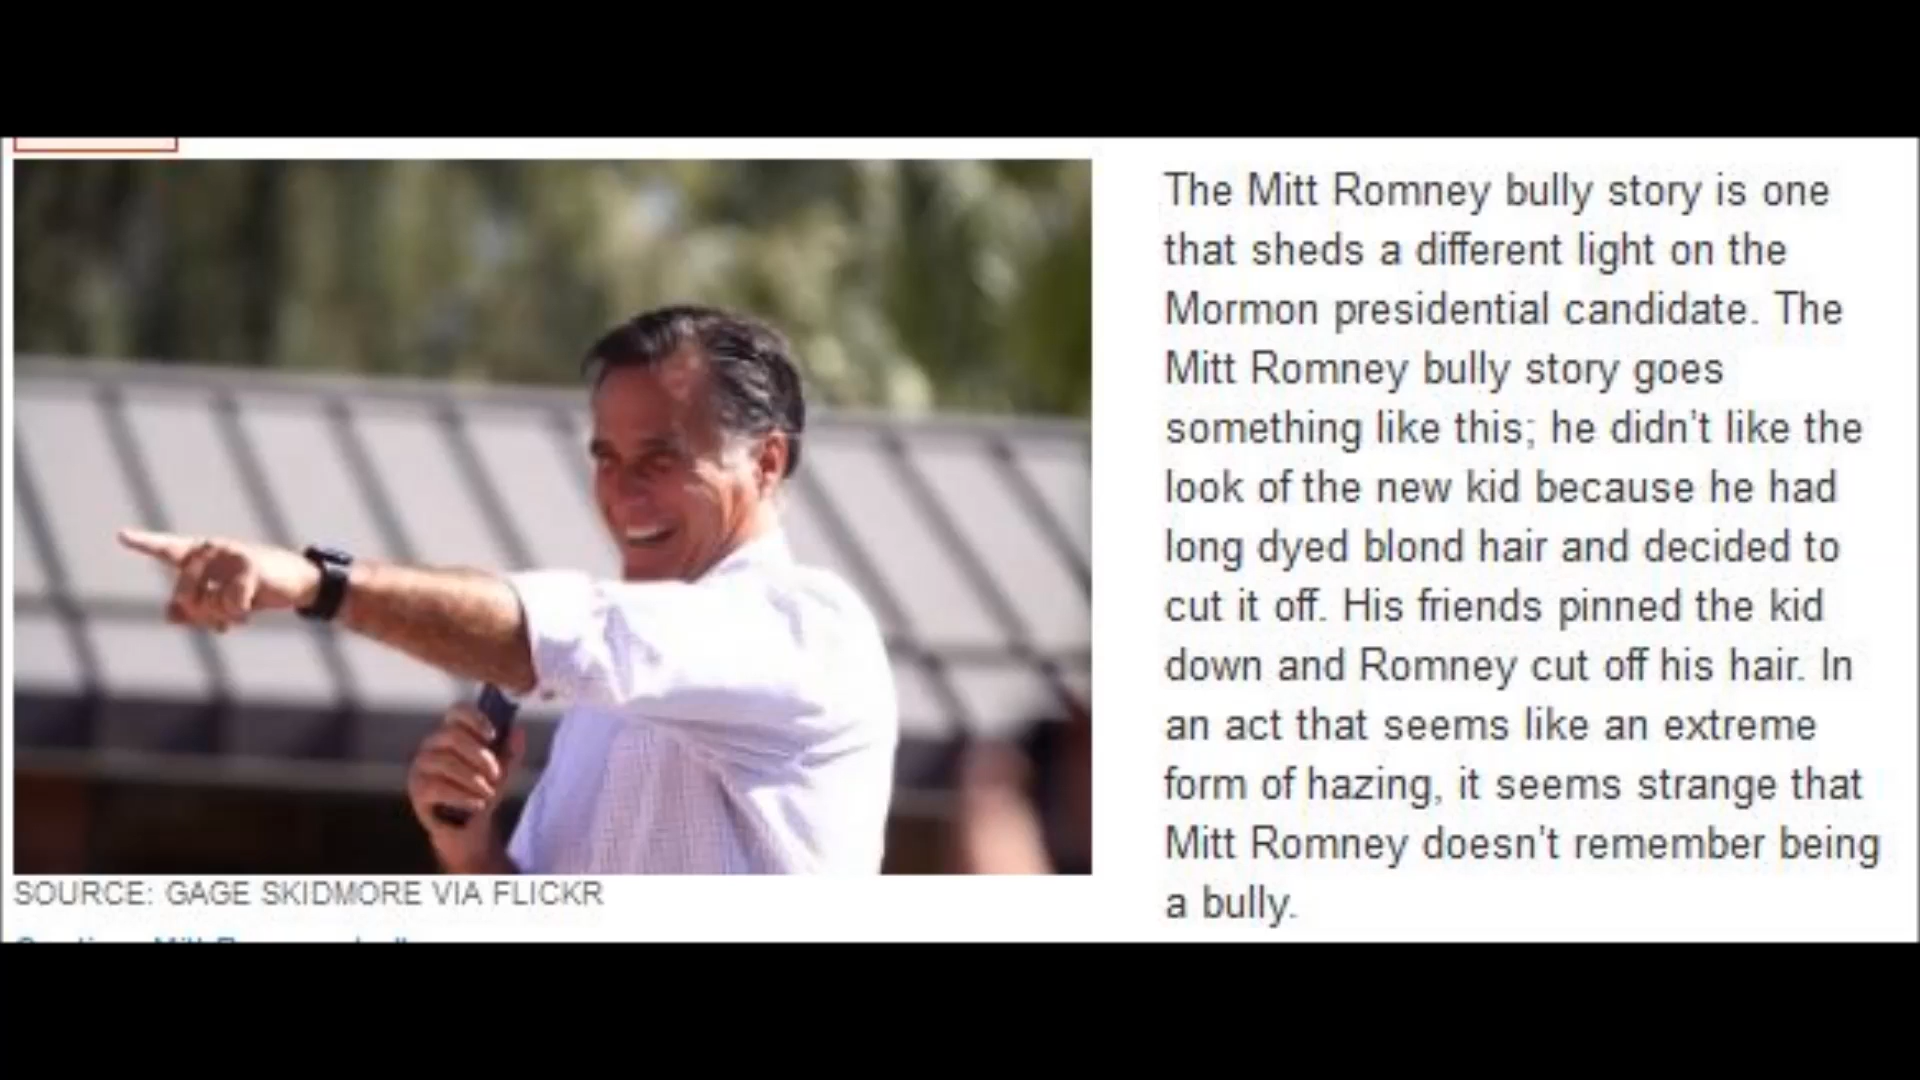 The Mitt Romney bully story is one
that sheds a different light on the
Mormon presidential candidate. The
Mitt Romney bully story goes
something like this; he didn't like the
look of the new kid because he had
long dyed blond hair and decided to
cut it off. His friends pinned the kid
down and Romney cut off his hair. In
an act that seems like an extreme
form of hazing, it seems strange that
Mitt Romney doesn't remember being
a bully.
SOURCE: GAGE SKIDMORE VIA FLICKR